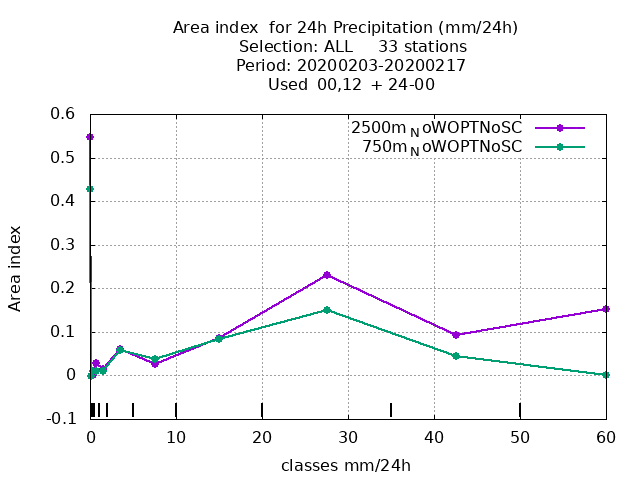 Area index  for 24h Precipitation (mm/24h)
Selection: ALL     33 stations
Period: 20200203-20200217
Used  00,12  + 24-00
2500m_NoWOPTNoSC
750m_NoWOPTNoSC
0.6
0.5
0.4
0.3
0.2
0.1
0
-0.1
Area index
0 10 20 30 40 50 60
classes mm/24h